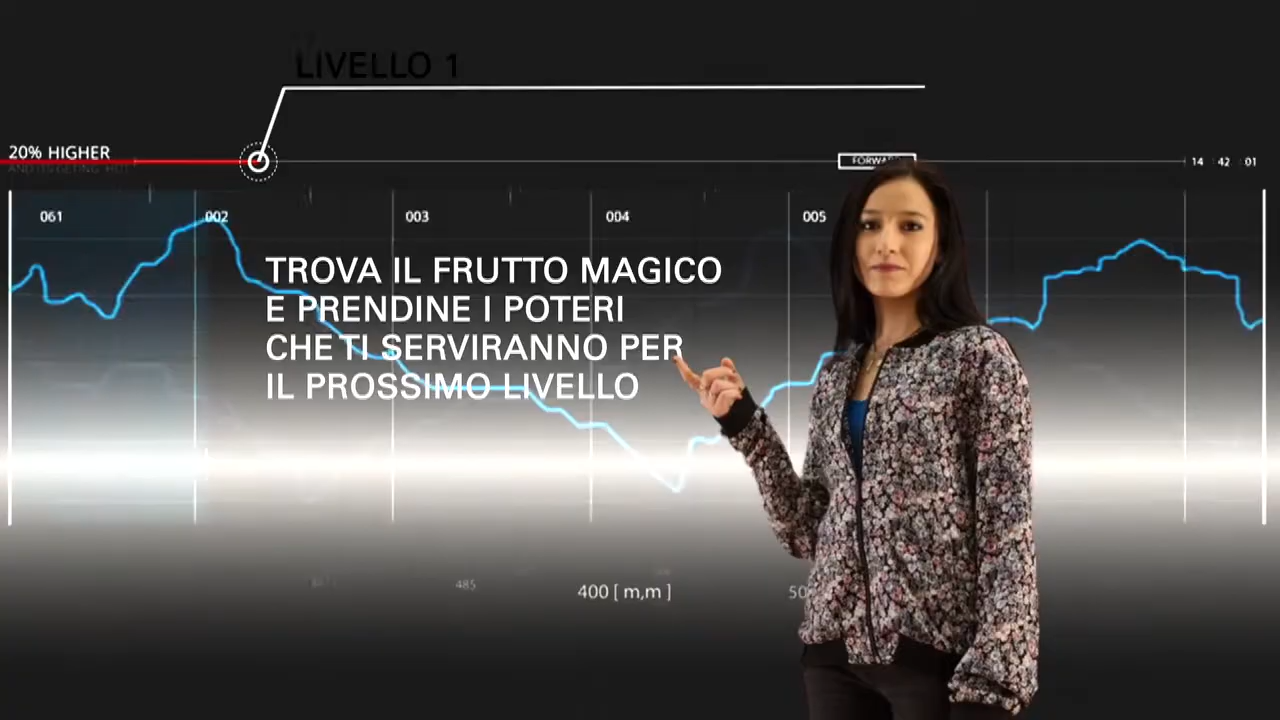 LIVELLO 1
20% HIGHER
14 42 01
061 002 003 004 005
TROVA IL FRUTTO MAGICO
E PRENDINE I POTERI
CHE TI SERVIRANNO PER
IL PROSSIMO LIVELLO
485
400 [ m,m ]